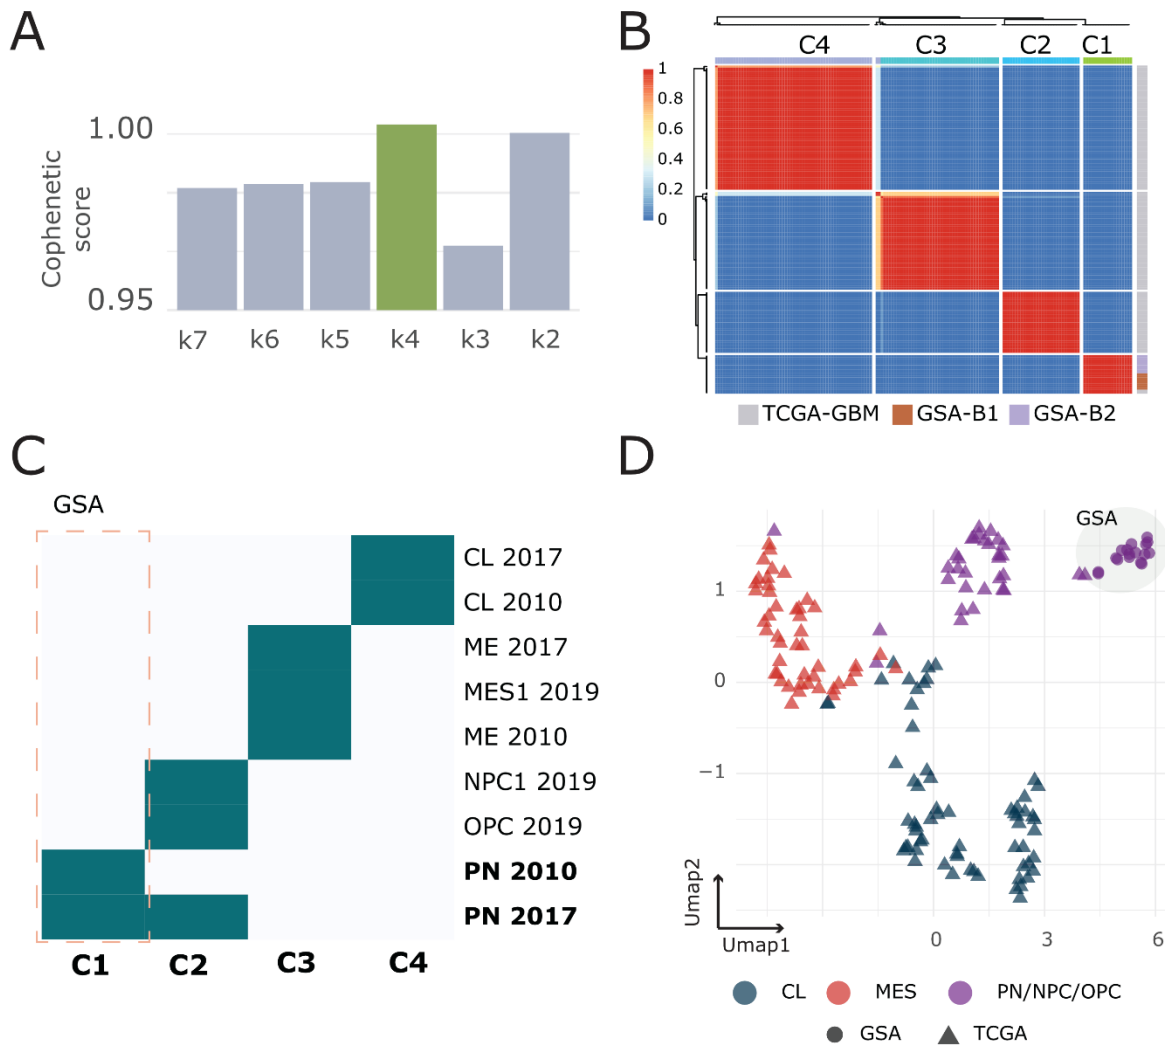 A
1.00
0.95
Cophenetic
score
k7 k6 k5 k4 k3 k2
B
C4 C3 C2 C1
1
0.8
0.6
0.4
0.2
0
TCGA-GBM GSA-B1 GSA-B2
C
GSA
CL 2017
CL 2010
ME 2017
MES1 2019
ME 2010
NPC1 2019
OPC 2019
PN 2010
PN 2017
C1 C2 C3 C4
D
GSA
1
0
−1
Umap2
Umap1
0 3 6
CL MES PN/NPC/OPC
GSA TCGA